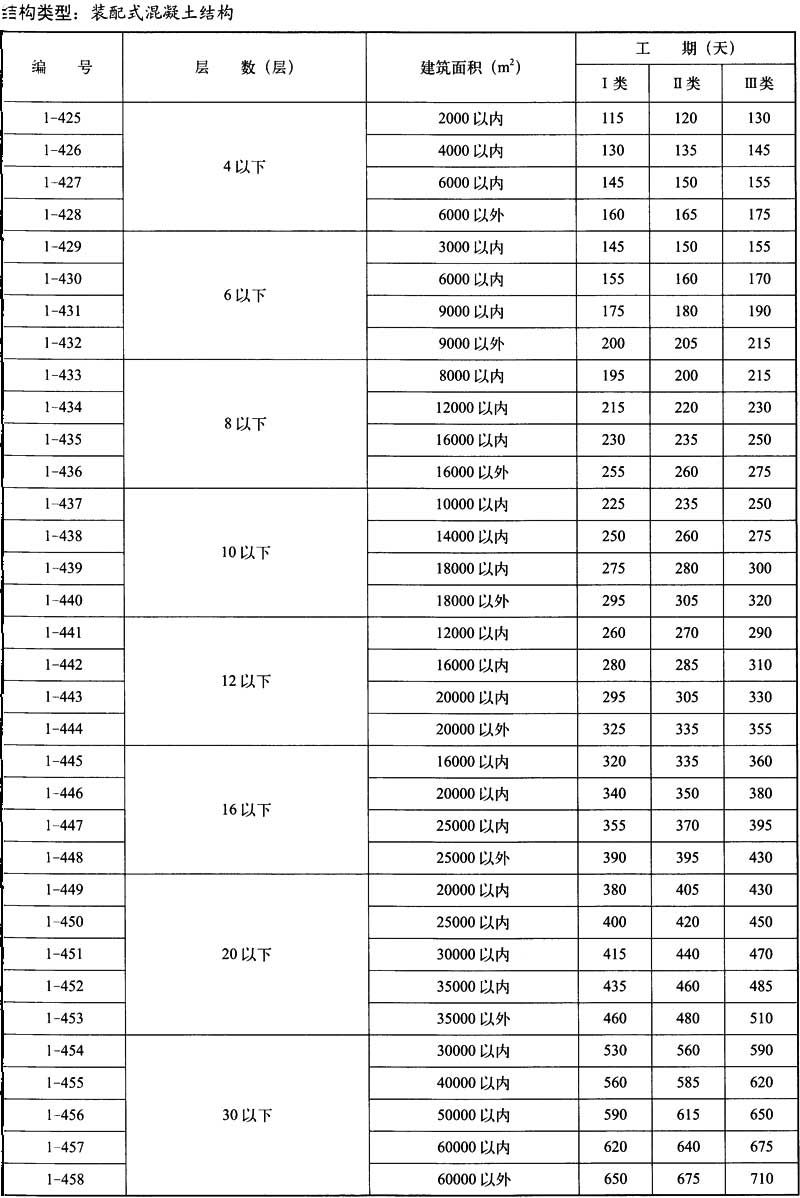 结构类型：装配式混凝土结构
编 号 层 数（层） 建筑面积（m²） 工 期（天）
Ⅰ类 Ⅱ类 Ⅲ类
1-425 4以下 2000以内 115 120 130
1-426 4000以内 130 135 145
1-427 6000以内 145 150 155
1-428 6000以外 160 165 175
1-429 6以下 3000以内 145 150 155
1-430 6000以内 155 160 170
1-431 9000以内 175 180 190
1-432 9000以外 200 205 215
1-433 8以下 8000以内 195 200 215
1-434 12000以内 215 220 230
1-435 16000以内 230 235 250
1-436 16000以外 255 260 275
1-437 10以下 10000以内 225 235 250
1-438 14000以内 250 260 275
1-439 18000以内 275 280 300
1-440 18000以外 295 305 320
1-441 12以下 12000以内 260 270 290
1-442 16000以内 280 285 310
1-443 20000以内 295 305 330
1-444 20000以外 325 335 355
1-445 16以下 16000以内 320 335 360
1-446 20000以内 340 350 380
1-447 25000以内 355 370 395
1-448 25000以外 390 395 430
1-449 20以下 20000以内 380 405 430
1-450 25000以内 400 420 450
1-451 30000以内 415 440 470
1-452 35000以内 435 460 485
1-453 35000以外 460 480 510
1-454 30以下 30000以内 530 560 590
1-455 40000以内 560 585 620
1-456 50000以内 590 615 650
1-457 60000以内 620 640 675
1-458 60000以外 650 675 710